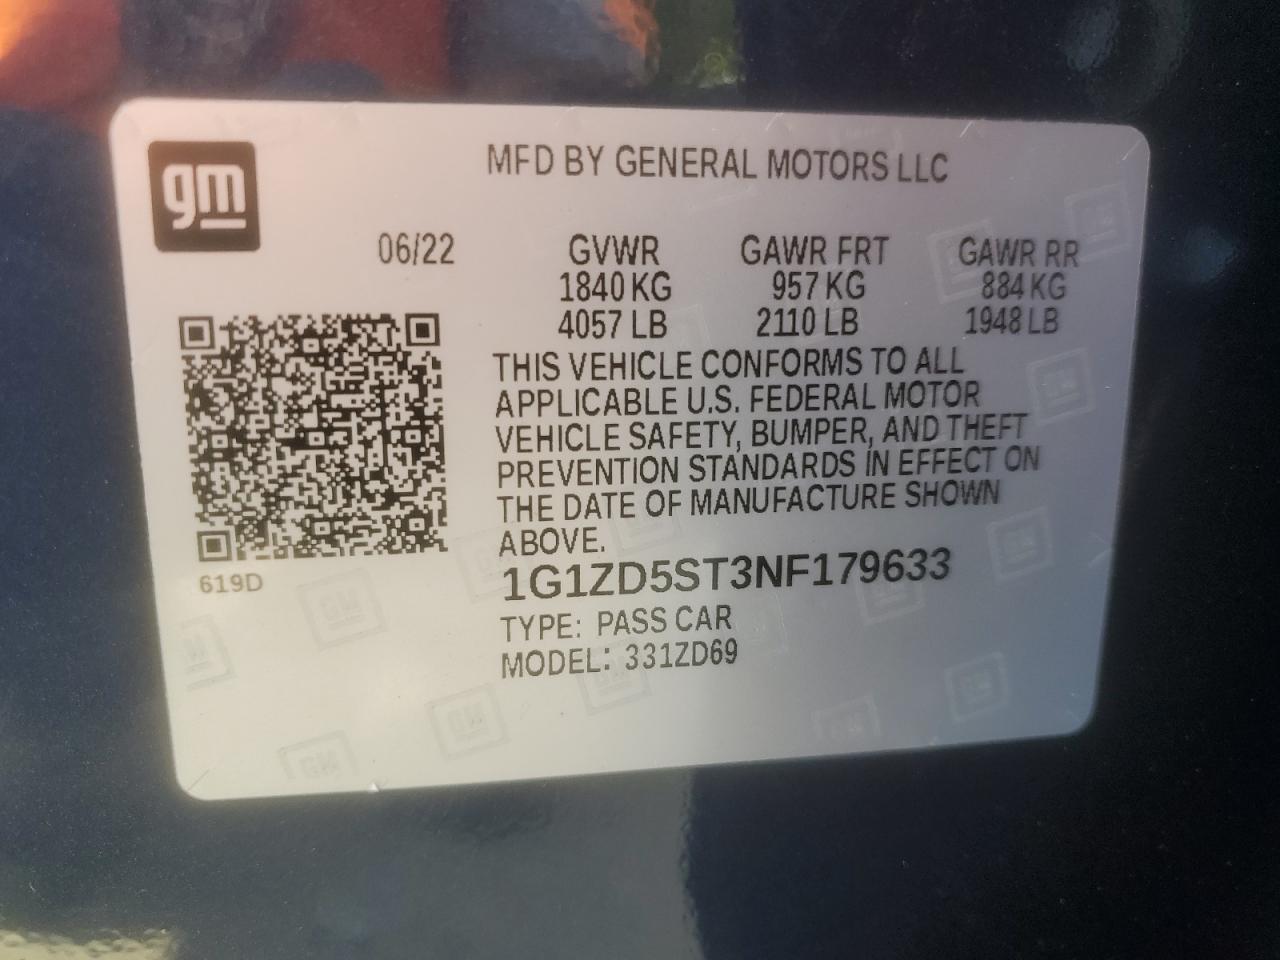 gm
MFD BY GENERAL MOTORS LLC
06/22 GVWR GAWR FRT GAWR RR
1840 KG 957 KG 884 KG
4057 LB 2110 LB 1948 LB
THIS VEHICLE CONFORMS TO ALL
APPLICABLE U.S. FEDERAL MOTOR
VEHICLE SAFETY, BUMPER, AND THEFT
PREVENTION STANDARDS IN EFFECT ON
THE DATE OF MANUFACTURE SHOWN
ABOVE.
619D
1G1ZD5ST3NF179633
TYPE: PASS CAR
MODEL: 331ZD69